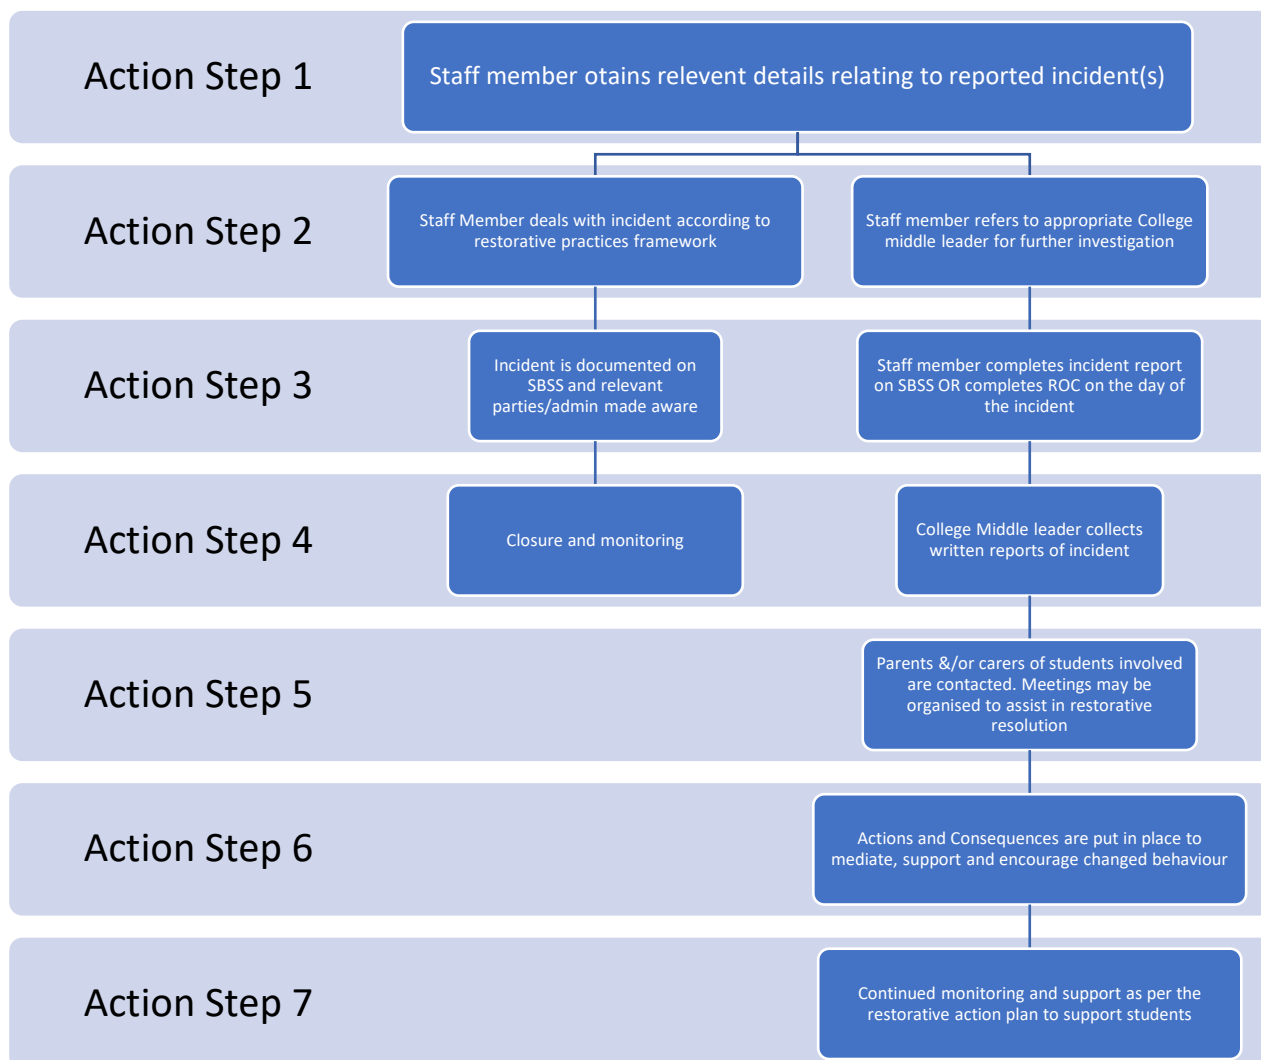 Action Step 1
Staff member otains relevent details relating to reported incident(s)
Action Step 2
Staff Member deals with incident according to
restorative practices framework
Staff member refers to appropriate College
middle leader for further investigation
Action Step 3
Incident is documented on
SBSS and relevant
parties/admin made aware
Staff member completes incident report
on SBSS OR completes ROC on the day of
the incident
Action Step 4
Closure and monitoring
College Middle leader collects
written reports of incident
Action Step 5
Parents &/or carers of students involved
are contacted. Meetings may be
organised to assist in restorative
resolution
Action Step 6
Actions and Consequences are put in place to
mediate, support and encourage changed behaviour
Action Step 7
Continued monitoring and support as per the
restorative action plan to support students